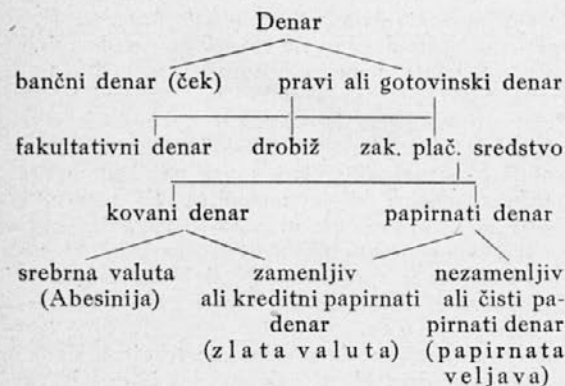 Denar
bančni denar (ček) pravi ali gotovinski denar
fakultativni denar drobiž zak. plač. sredstvo
kovani denar papirnati denar
srebrna valuta zamenljiv nezamenljiv
(Abesinija) ali kreditni papirnati ali čisti pa-
denar pirnati denar
(zlata valuta) (papirnata
veljava)